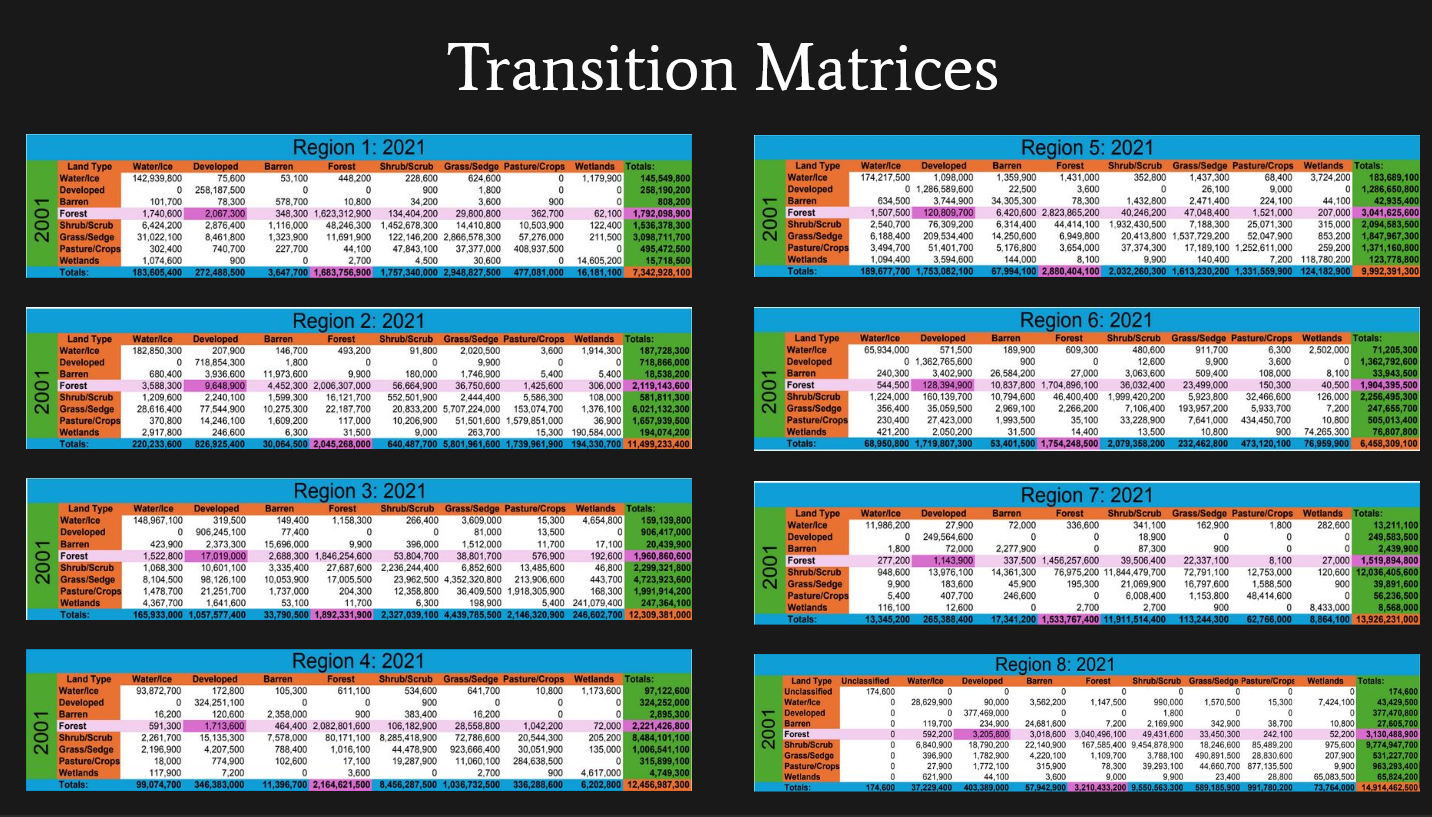 Transition Matrices
Region 1: 2021
2001
Land Type Water/Ice Developed Barren Forest Shrub/Scrub Grass/Sedge Pasture/Crops Wetlands Totals:
Water/Ice 142,939,800 75,600 53,100 448,200 228,600 624,600 0 1,179,900 145,549,800
Developed 0 258,187,500 0 0 900 1,800 0 0 258,190,200
Barren 101,700 78,300 578,700 10,800 34,200 3,600 900 0 808,200
Forest 1,740,600 2,067,300 348,300 1,623,312,900 134,404,200 29,800,800 362,700 62,100 1,792,098,900
Shrub/Scrub 6,424,200 2,876,400 1,116,000 48,246,300 1,452,678,300 14,410,800 10,503,900 122,400 1,536,378,300
Grass/Sedge 31,022,100 8,461,800 1,323,900 11,691,900 122,146,200 2,866,578,300 57,276,000 211,500 3,098,711,700
Pasture/Crops 302,400 740,700 227,700 44,100 47,843,100 37,377,000 408,937,500 0 495,472,500
Wetlands 1,074,600 900 0 2,700 4,500 30,600 0 14,605,200 15,718,500
Totals: 183,605,400 272,488,500 3,647,700 1,683,756,900 1,757,340,000 2,948,827,500 477,081,000 16,181,100 7,342,928,100
Region 2: 2021
2001
Land Type Water/Ice Developed Barren Forest Shrub/Scrub Grass/Sedge Pasture/Crops Wetlands Totals:
Water/Ice 182,850,300 207,900 146,700 493,200 91,800 2,020,500 3,600 1,914,300 187,728,300
Developed 0 718,854,300 1,800 0 0 9,900 0 0 718,866,000
Barren 680,400 3,936,600 11,973,600 9,900 180,000 1,746,900 5,400 5,400 18,538,200
Forest 3,588,300 9,648,900 4,452,300 2,006,307,000 56,664,900 36,750,600 1,425,600 306,000 2,119,143,600
Shrub/Scrub 1,209,600 2,240,100 1,599,300 16,121,700 552,501,900 2,444,400 5,586,300 108,000 581,811,300
Grass/Sedge 28,616,400 77,544,900 10,275,300 22,187,700 20,833,200 5,707,224,000 153,074,700 1,376,100 6,021,132,300
Pasture/Crops 370,800 14,246,100 1,609,200 117,000 10,206,900 51,501,600 1,579,851,000 36,900 1,657,939,500
Wetlands 2,917,800 246,600 6,300 31,500 9,000 263,700 15,300 190,584,000 194,074,200
Totals: 220,233,600 826,925,400 30,064,500 2,045,268,000 640,487,700 5,801,961,600 1,739,961,900 194,330,700 11,499,233,400
Region 3: 2021
2001
Land Type Water/Ice Developed Barren Forest Shrub/Scrub Grass/Sedge Pasture/Crops Wetlands Totals:
Water/Ice 148,967,100 319,500 149,400 1,158,300 266,400 3,609,000 15,300 4,654,800 159,139,800
Developed 0 906,245,100 77,400 0 0 81,000 13,500 0 906,417,000
Barren 423,900 2,373,300 15,696,000 9,900 396,000 1,512,000 11,700 17,100 20,439,900
Forest 1,522,800 17,019,000 2,688,300 1,846,254,600 53,804,700 38,801,700 576,900 192,600 1,960,860,600
Shrub/Scrub 1,068,300 10,601,100 3,335,400 27,687,600 2,236,244,400 6,852,600 13,485,600 46,800 2,299,321,800
Grass/Sedge 8,104,500 98,126,100 10,053,900 17,005,500 23,962,500 4,352,320,800 213,906,600 443,700 4,723,923,600
Pasture/Crops 1,478,700 21,251,700 1,737,000 204,300 12,358,800 36,409,500 1,918,305,900 168,300 1,991,914,200
Wetlands 4,367,700 1,641,600 53,100 11,700 6,300 198,900 5,400 241,079,400 247,364,100
Totals: 165,933,000 1,057,577,400 33,790,500 1,892,331,900 2,327,039,100 4,439,785,500 2,146,320,900 246,602,700 12,309,381,000
Region 4: 2021
2001
Land Type Water/Ice Developed Barren Forest Shrub/Scrub Grass/Sedge Pasture/Crops Wetlands Totals:
Water/Ice 93,872,700 172,800 105,300 611,100 534,600 641,700 10,800 1,173,600 97,122,600
Developed 0 324,251,100 0 0 900 0 0 0 324,252,000
Barren 16,200 120,600 2,358,000 900 383,400 16,200 0 0 2,895,300
Forest 591,300 1,713,600 464,400 2,082,801,600 106,182,900 28,558,800 1,042,200 72,000 2,221,426,800
Shrub/Scrub 2,261,700 15,135,300 7,578,000 80,171,100 8,285,418,900 72,786,600 20,544,300 205,200 8,484,101,100
Grass/Sedge 2,196,900 4,207,500 788,400 1,016,100 44,478,900 923,666,400 30,051,900 135,000 1,006,541,100
Pasture/Crops 18,000 774,900 102,600 17,100 19,287,900 11,060,100 284,638,500 0 315,899,100
Wetlands 117,900 7,200 0 3,600 0 2,700 900 4,617,000 4,749,300
Totals: 99,074,700 346,383,000 11,396,700 2,164,621,500 8,456,287,500 1,036,732,500 336,288,600 6,202,800 12,456,987,300
Region 5: 2021
2001
Land Type Water/Ice Developed Barren Forest Shrub/Scrub Grass/Sedge Pasture/Crops Wetlands Totals:
Water/Ice 174,217,500 1,098,000 1,359,900 1,431,000 352,800 1,437,300 68,400 3,724,200 183,689,100
Developed 0 1,286,589,600 22,500 3,600 0 26,100 9,000 0 1,286,650,800
Barren 634,500 3,744,900 34,305,300 78,300 1,432,800 2,471,400 224,100 44,100 42,935,400
Forest 1,507,500 120,809,700 6,420,600 2,823,865,200 40,246,200 47,048,400 1,521,000 207,000 3,041,625,600
Shrub/Scrub 2,540,700 76,309,200 6,314,400 44,414,100 1,932,430,500 7,188,300 25,071,300 315,000 2,094,583,500
Grass/Sedge 6,188,400 209,534,400 14,250,600 6,949,800 20,413,800 1,537,729,200 52,047,900 853,200 1,847,967,300
Pasture/Crops 3,494,700 51,401,700 5,176,800 3,654,000 37,374,300 17,189,100 1,252,611,000 259,200 1,371,160,800
Wetlands 1,094,400 3,594,600 144,000 8,100 9,900 140,400 7,200 118,780,200 123,778,800
Totals: 189,677,700 1,753,082,100 67,994,100 2,880,404,100 2,032,260,300 1,613,230,200 1,331,559,900 124,182,900 9,992,391,300
Region 6: 2021
2001
Land Type Water/Ice Developed Barren Forest Shrub/Scrub Grass/Sedge Pasture/Crops Wetlands Totals:
Water/Ice 65,934,000 571,500 189,900 609,300 480,600 911,700 6,300 2,502,000 71,205,300
Developed 0 1,362,765,600 900 0 12,600 9,900 3,600 0 1,362,792,600
Barren 240,300 3,402,900 26,584,200 27,000 3,063,600 509,400 108,000 8,100 33,943,500
Forest 544,500 128,394,900 10,837,800 1,704,896,100 36,032,400 23,499,000 150,300 40,500 1,904,395,500
Shrub/Scrub 1,224,000 160,139,700 10,794,600 46,400,400 1,999,420,200 5,923,800 32,466,600 126,000 2,256,495,300
Grass/Sedge 356,400 35,059,500 2,969,100 2,266,200 7,106,400 193,957,200 5,933,700 7,200 247,655,700
Pasture/Crops 230,400 27,423,000 1,993,500 35,100 33,228,900 7,641,000 434,450,700 10,800 505,013,400
Wetlands 421,200 2,050,200 31,500 14,400 13,500 10,800 900 74,265,300 76,807,800
Totals: 68,950,800 1,719,807,300 53,401,500 1,754,248,500 2,079,358,200 232,462,800 473,120,100 76,959,900 6,458,309,100
Region 7: 2021
2001
Land Type Water/Ice Developed Barren Forest Shrub/Scrub Grass/Sedge Pasture/Crops Wetlands Totals:
Water/Ice 11,986,200 27,900 72,000 336,600 341,100 162,900 1,800 282,600 13,211,100
Developed 0 249,564,600 0 0 18,900 0 0 0 249,583,500
Barren 1,800 72,000 2,277,900 0 87,300 900 0 0 2,439,900
Forest 277,200 1,143,900 337,500 1,456,257,600 39,506,400 22,337,100 8,100 27,000 1,519,894,800
Shrub/Scrub 948,600 13,976,100 14,361,300 76,975,200 11,844,479,700 72,791,100 12,753,000 120,600 12,036,405,600
Grass/Sedge 9,900 183,600 45,900 195,300 21,069,900 16,797,600 1,588,500 900 39,891,600
Pasture/Crops 5,400 407,700 246,600 0 6,008,400 1,153,800 48,414,600 0 56,236,500
Wetlands 116,100 12,600 0 2,700 2,700 900 0 8,433,000 8,568,000
Totals: 13,345,200 265,388,400 17,341,200 1,533,767,400 11,911,514,400 113,244,300 62,766,000 8,864,100 13,926,231,000
Region 8: 2021
2001
Land Type Unclassified Water/Ice Developed Barren Forest Shrub/Scrub Grass/Sedge Pasture/Crops Wetlands Totals:
Unclassified 174,600 0 0 0 0 0 0 0 0 174,600
Water/Ice 0 28,629,900 90,000 3,562,200 1,147,500 990,000 1,570,500 15,300 7,424,100 43,429,500
Developed 0 0 377,469,000 0 0 1,800 0 0 0 377,470,800
Barren 0 119,700 234,900 24,681,600 7,200 2,169,900 342,900 38,700 10,800 27,605,700
Forest 0 592,200 3,205,800 3,018,600 3,040,496,100 49,431,600 33,450,300 242,100 52,200 3,130,488,900
Shrub/Scrub 0 6,840,900 18,790,200 22,140,900 167,585,400 9,454,878,900 18,246,600 85,489,200 975,600 9,774,947,700
Grass/Sedge 0 396,900 1,782,900 4,220,100 1,109,700 3,788,100 490,891,500 28,830,600 207,900 531,227,700
Pasture/Crops 0 27,900 1,772,100 315,900 78,300 39,293,100 44,660,700 877,135,500 9,900 963,293,400
Wetlands 0 621,900 44,100 3,600 9,000 9,900 23,400 28,800 65,083,500 65,824,200
Totals: 174,600 37,229,400 403,389,000 57,942,900 3,210,433,200 9,550,563,300 589,185,900 991,780,200 73,764,000 14,914,462,500